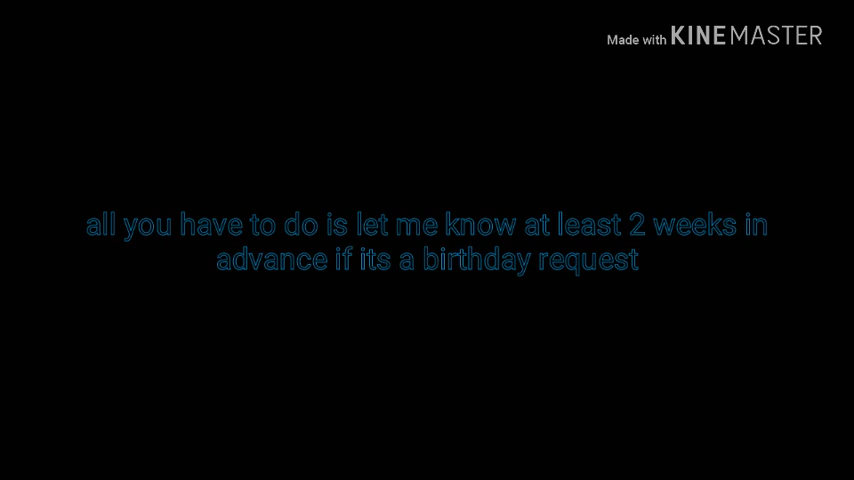 Made with KINEMASTER
all you have to do is let me know at least 2 weeks in
advance if its a birthday request